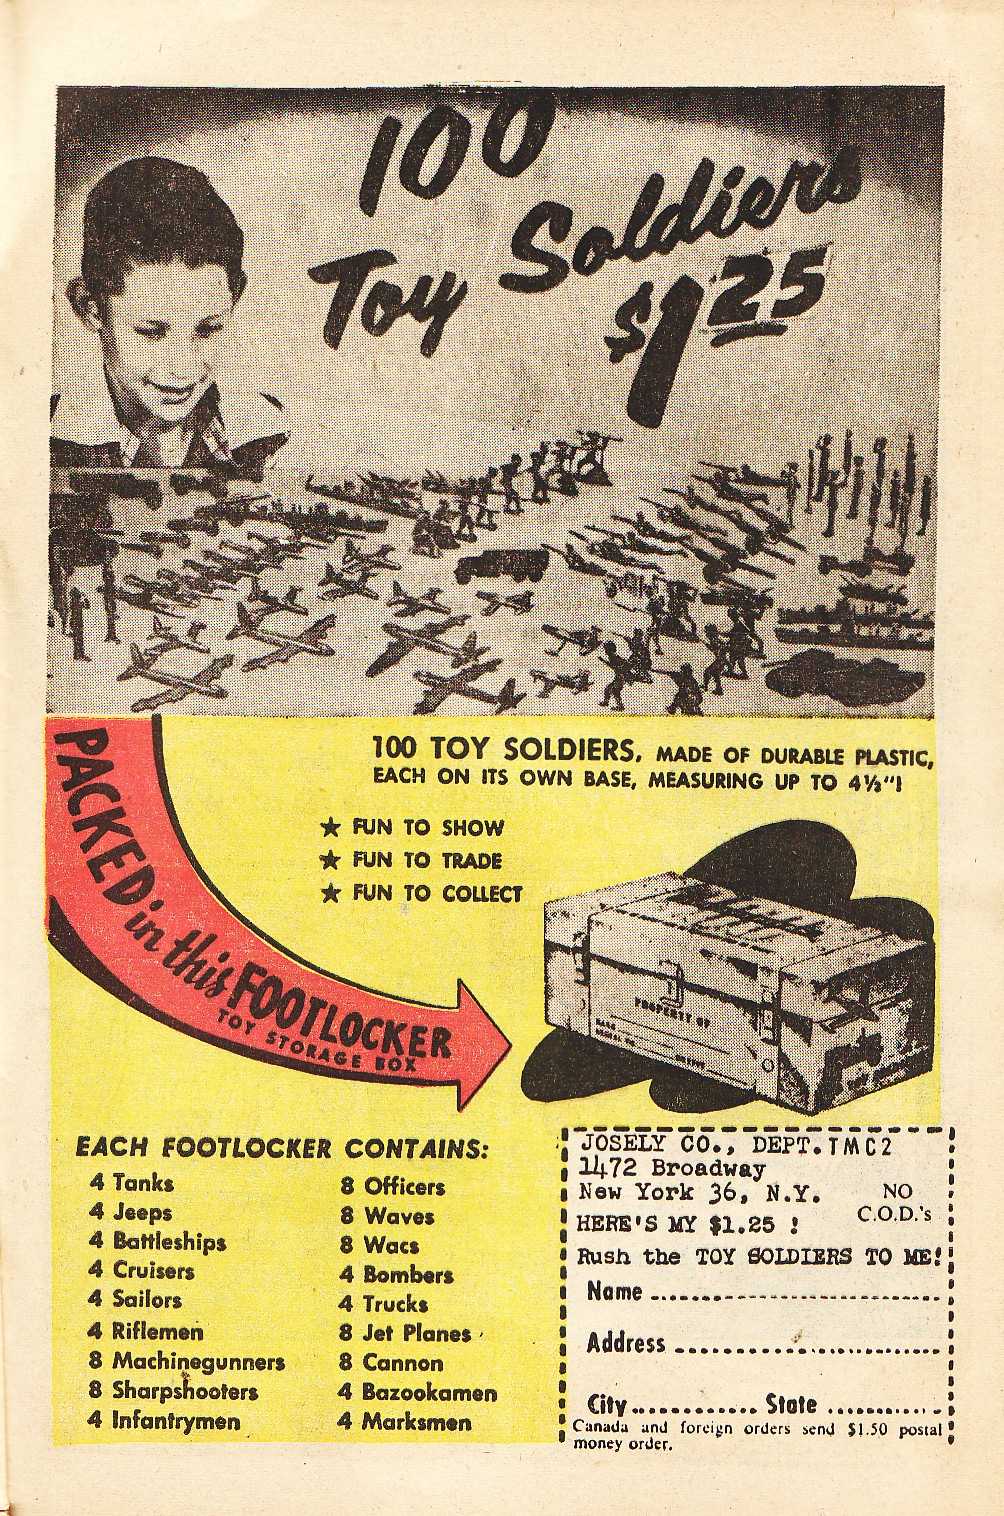 100
Toy Soldiers
$1.25
100 TOY SOLDIERS, MADE OF DURABLE PLASTIC,
EACH ON ITS OWN BASE, MEASURING UP TO 4½"!
★ FUN TO SHOW
★ FUN TO TRADE
★ FUN TO COLLECT
PACKED in this FOOTLOCKER
TOY STORAGE BOX
PROPERTY OF
EACH FOOTLOCKER CONTAINS:
4 Tanks
4 Jeeps
4 Battleships
4 Cruisers
4 Sailors
4 Riflemen
8 Machinegunners
8 Sharpshooters
4 Infantrymen
8 Officers
8 Waves
8 Wacs
4 Bombers
4 Trucks
8 Jet Planes
8 Cannon
4 Bazookamen
4 Marksmen
JOSELY CO., DEPT. TMC2
1472 Broadway
New York 36, N.Y.
NO
C.O.D.'s
HERE'S MY $1.25 !
Rush the TOY SOLDIERS TO ME!
Name
Address
City State
Canada and foreign orders send $1.50 postal
money order.